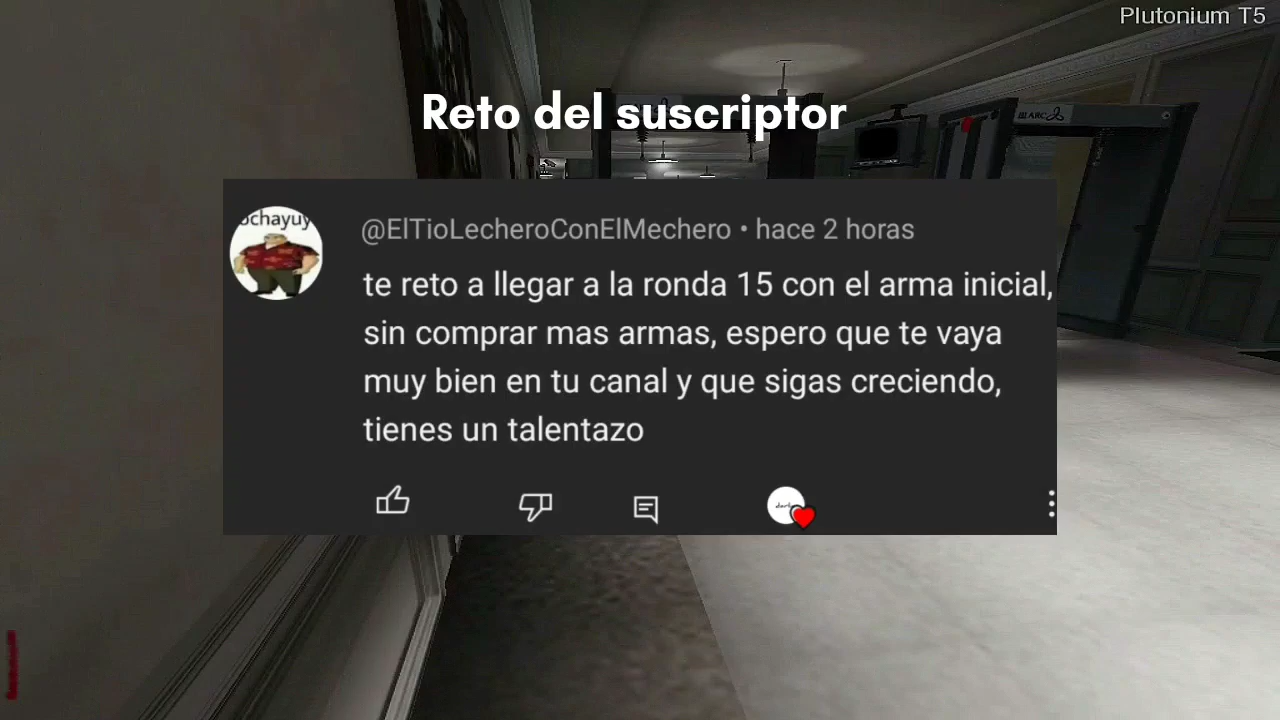 Plutonium T5
Reto del suscriptor
ochayuy
@ElTioLecheroConElMechero • hace 2 horas
te reto a llegar a la ronda 15 con el arma inicial,
sin comprar mas armas, espero que te vaya
muy bien en tu canal y que sigas creciendo,
tienes un talentazo